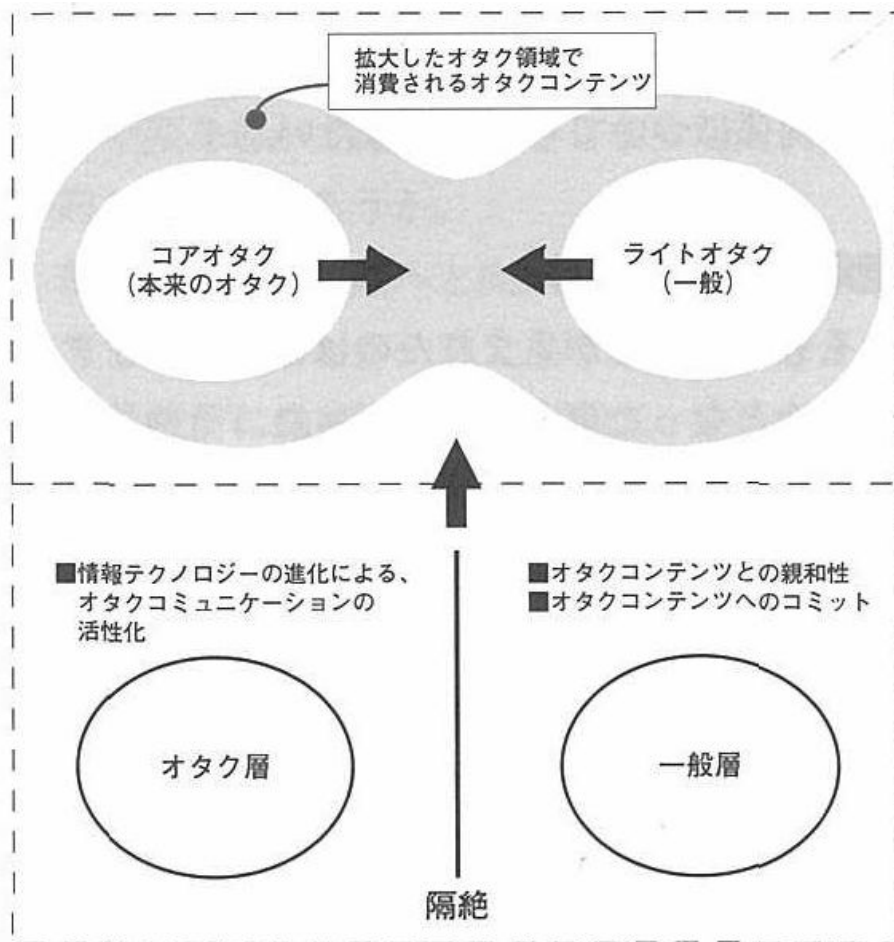 拡大したオタク領域で
消費されるオタクコンテンツ
コアオタク
(本来のオタク)
ライトオタク
(一般)
■情報テクノロジーの進化による、
オタクコミュニケーションの
活性化
■オタクコンテンツとの親和性
■オタクコンテンツへのコミット
オタク層
一般層
隔絶